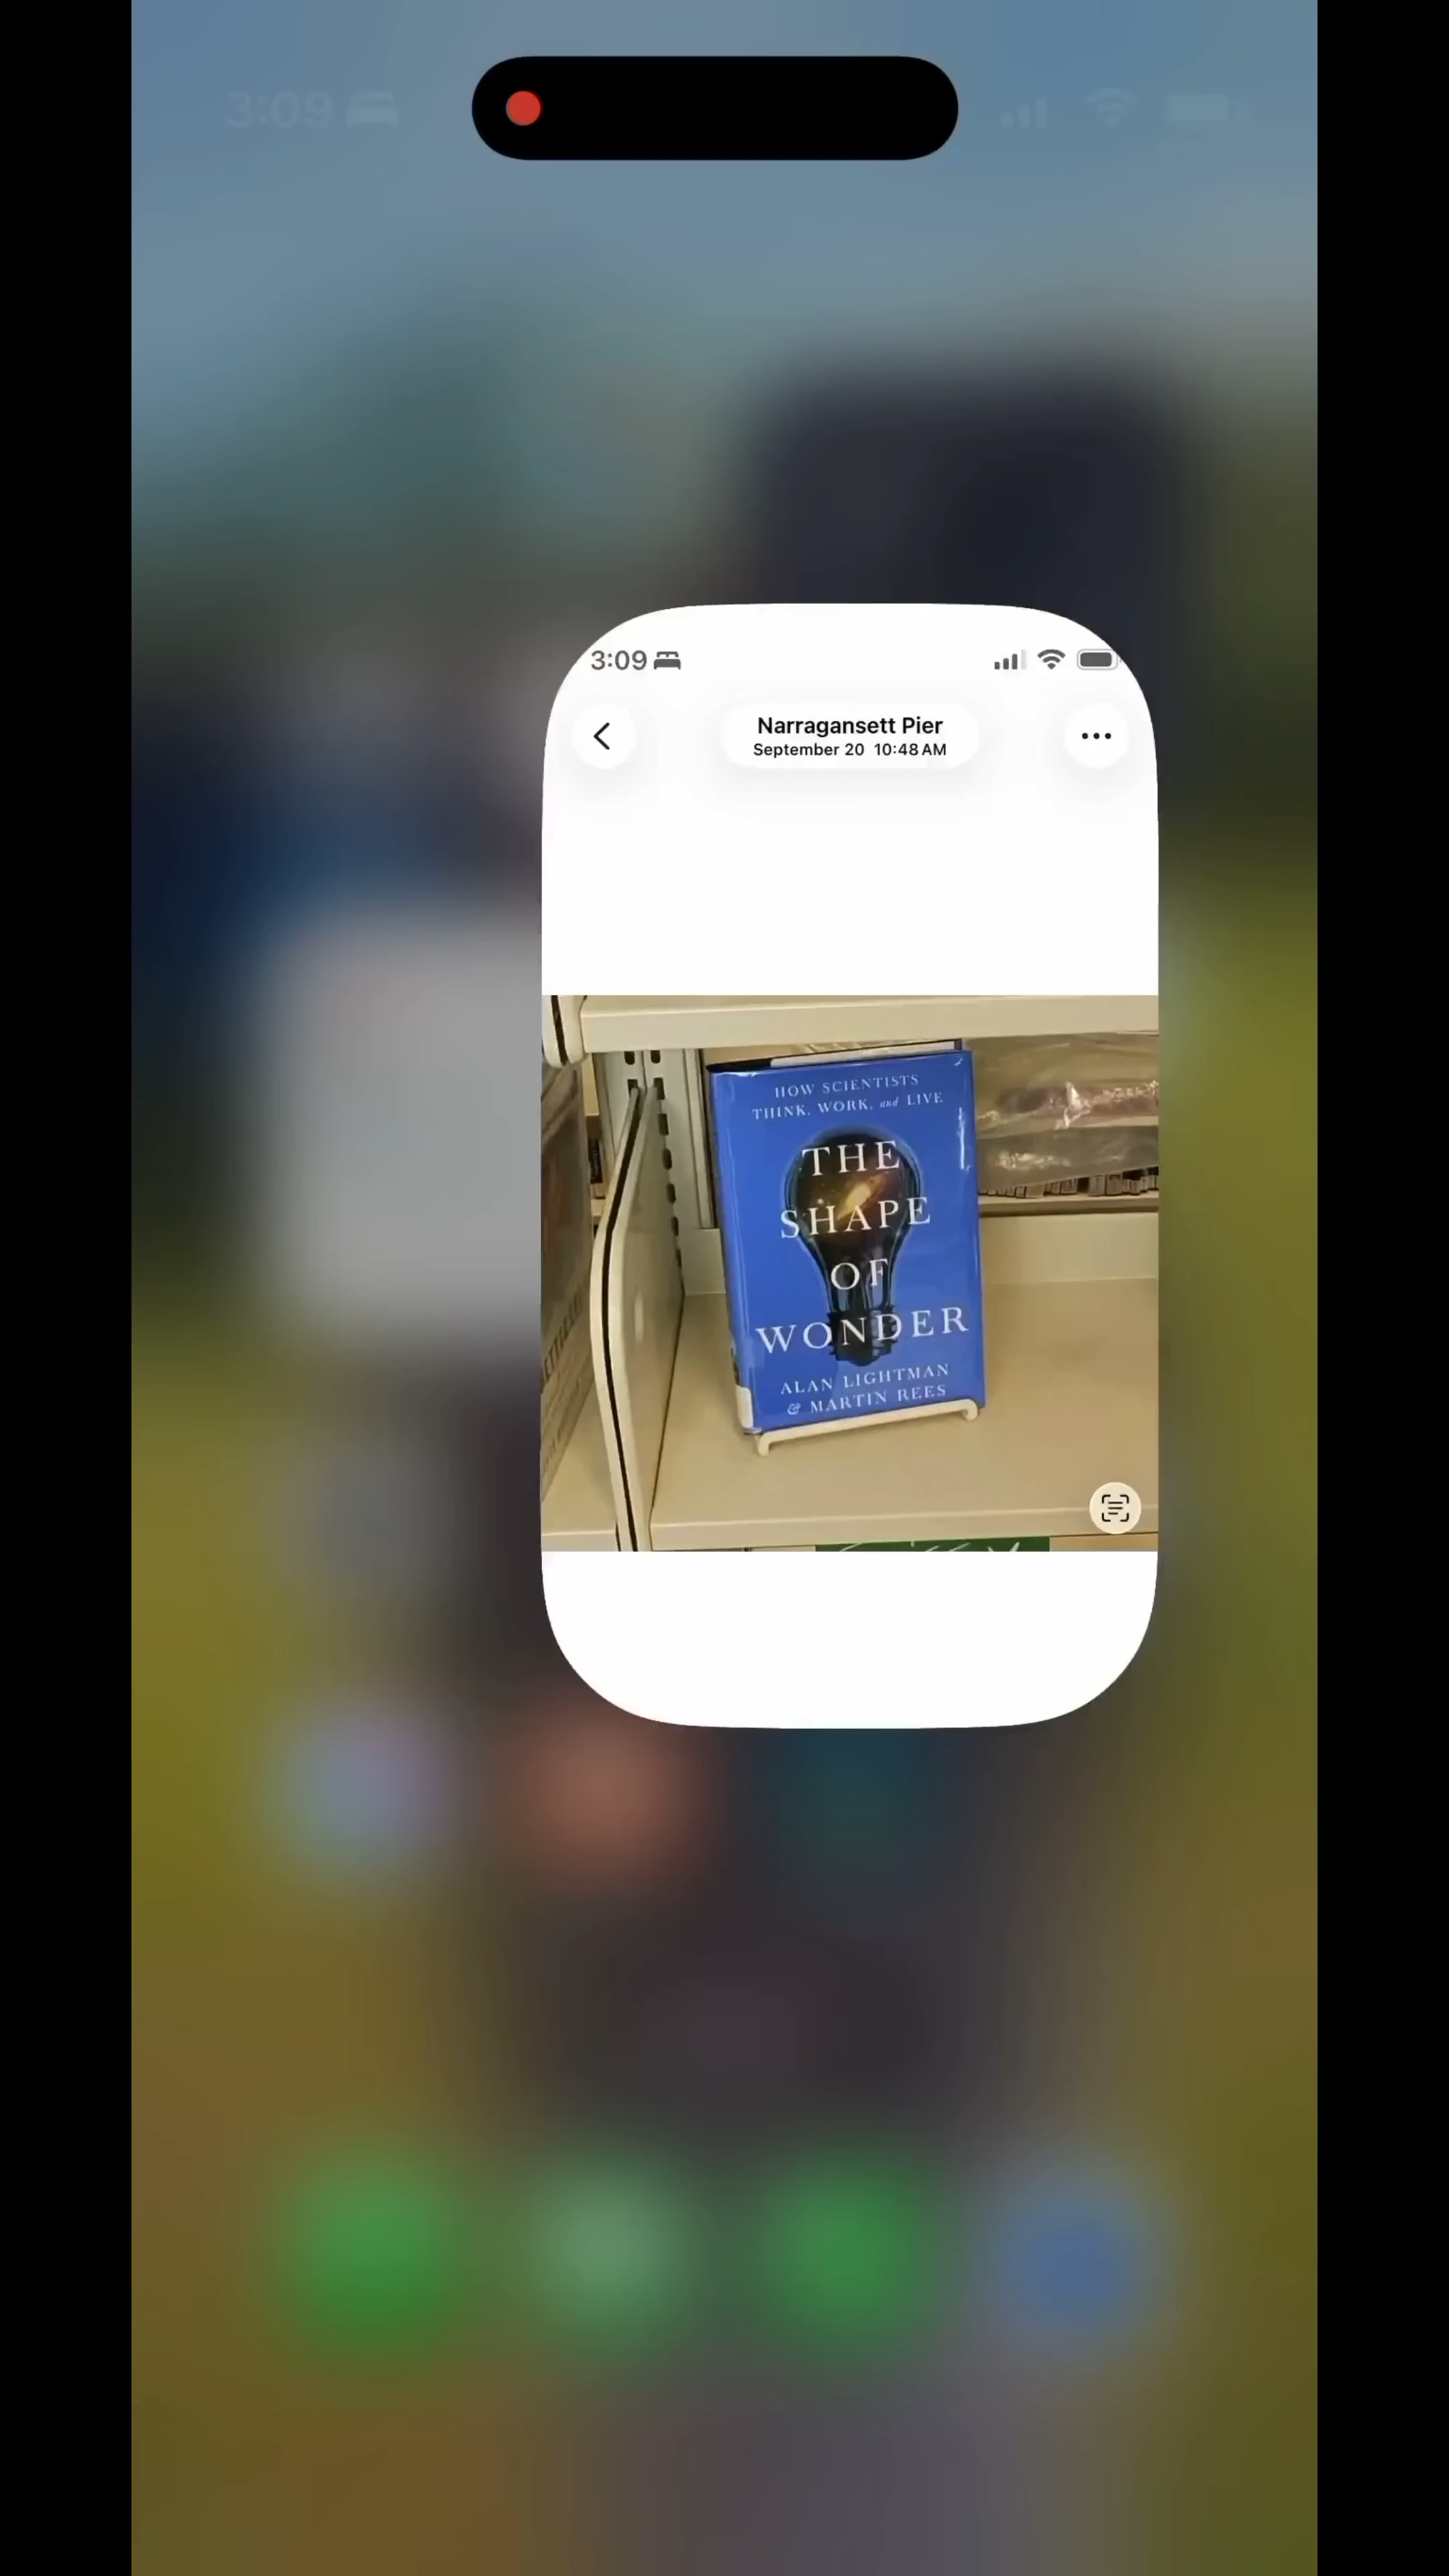 3:09
3:09
Narragansett Pier
September 20 10:48 AM
HOW SCIENTISTS
THINK, WORK, and LIVE
THE
SHAPE
OF
WONDER
ALAN LIGHTMAN
& MARTIN REES